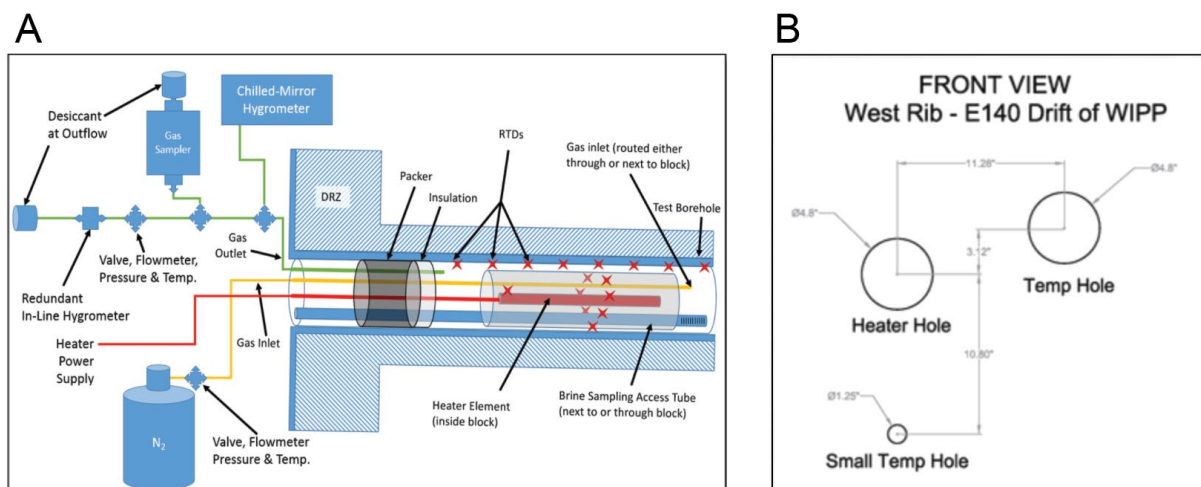 A
Desiccant
at Outflow
Gas
Sampler
Chilled-Mirror
Hygrometer
RTDs
Gas inlet (routed either
through or next to block)
DRZ
Packer
Insulation
Test Borehole
Gas
Outlet
Valve, Flowmeter,
Pressure & Temp.
Redundant
In-Line Hygrometer
Heater
Power
Supply
Gas Inlet
N2
Valve, Flowmeter
Pressure & Temp.
Heater Element
(inside block)
Brine Sampling Access Tube
(next to or through block)
B
FRONT VIEW
West Rib - E140 Drift of WIPP
11.28"
Ø4.8"
Ø4.8"
3.12"
Temp Hole
Heater Hole
10.80"
Ø1.25"
Small Temp Hole